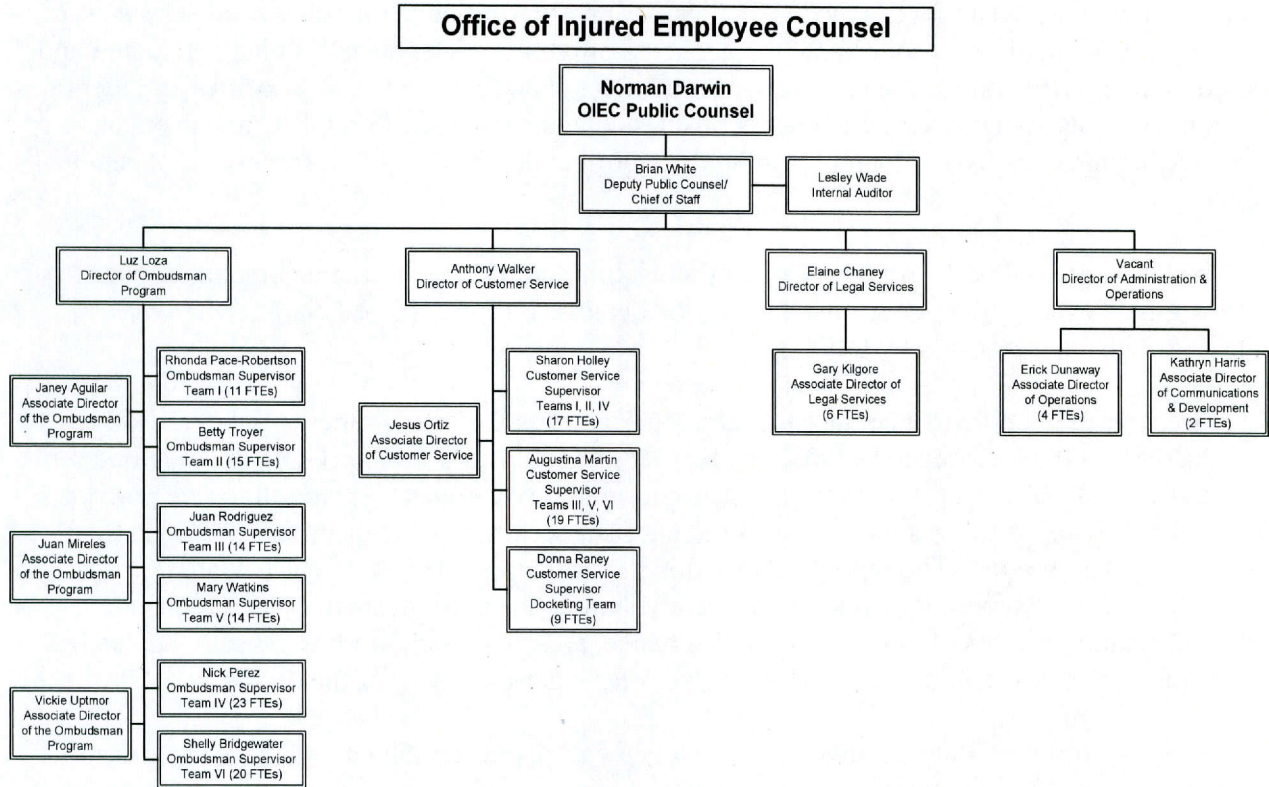 Office of Injured Employee Counsel
Norman Darwin
OIEC Public Counsel
Brian White
Deputy Public Counsel/
Chief of Staff
Lesley Wade
Internal Auditor
Luz Loza
Director of Ombudsman
Program
Anthony Walker
Director of Customer Service
Elaine Chaney
Director of Legal Services
Vacant
Director of Administration &
Operations
Janey Aguilar
Associate Director
of the Ombudsman
Program
Rhonda Pace-Robertson
Ombudsman Supervisor
Team I (11 FTEs)
Betty Troyer
Ombudsman Supervisor
Team II (15 FTEs)
Juan Mireles
Associate Director
of the Ombudsman
Program
Juan Rodriguez
Ombudsman Supervisor
Team III (14 FTEs)
Mary Watkins
Ombudsman Supervisor
Team V (14 FTEs)
Vickie Uptmor
Associate Director
of the Ombudsman
Program
Nick Perez
Ombudsman Supervisor
Team IV (23 FTEs)
Shelly Bridgewater
Ombudsman Supervisor
Team VI (20 FTEs)
Jesus Ortiz
Associate Director
of Customer Service
Sharon Holley
Customer Service
Supervisor
Teams I, II, IV
(17 FTEs)
Augustina Martin
Customer Service
Supervisor
Teams III, V, VI
(19 FTEs)
Donna Raney
Customer Service
Supervisor
Docketing Team
(9 FTEs)
Gary Kilgore
Associate Director of
Legal Services
(6 FTEs)
Erick Dunaway
Associate Director
of Operations
(4 FTEs)
Kathryn Harris
Associate Director
of Communications
& Development
(2 FTEs)